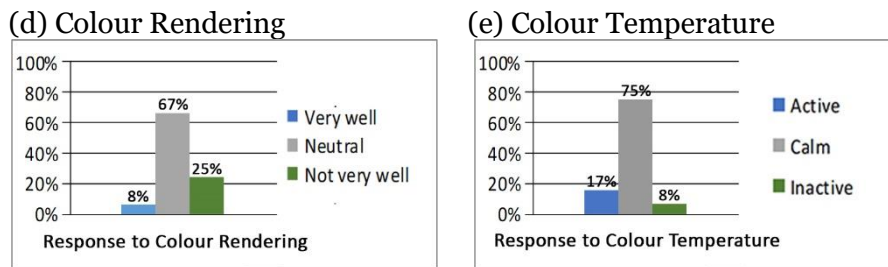 (d) Colour Rendering
100%
80%
60%
40%
20%
0%
8%
67%
25%
Very well
Neutral
Not very well
Response to Colour Rendering
(e) Colour Temperature
100%
80%
60%
40%
20%
0%
17%
75%
8%
Active
Calm
Inactive
Response to Colour Temperature